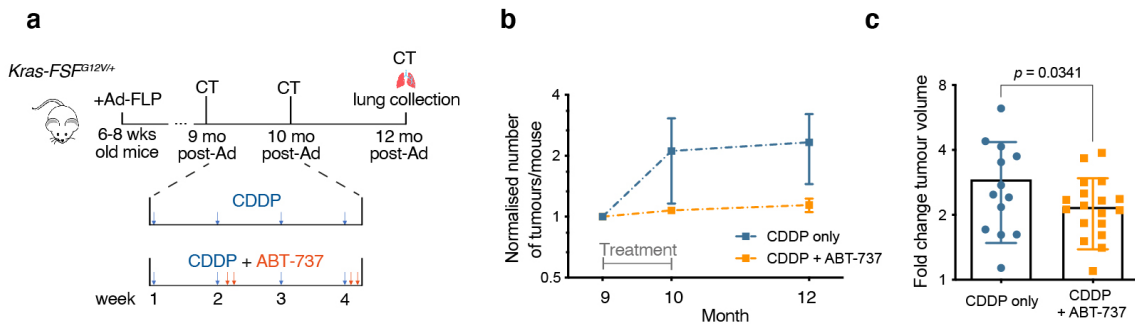 a
Kras-FSF^G12V/+
+Ad-FLP
6-8 wks
old mice
...
CT
9 mo
post-Ad
CT
10 mo
post-Ad
CT
lung collection
12 mo
post-Ad
CDDP
CDDP + ABT-737
week 1 2 3 4
b
Normalised number
of tumours/mouse
4
2
1
0.5
Treatment
CDDP only
CDDP + ABT-737
9 10 12
Month
c
p = 0.0341
Fold change tumour volume
8
4
2
1
CDDP only
CDDP
+ ABT-737